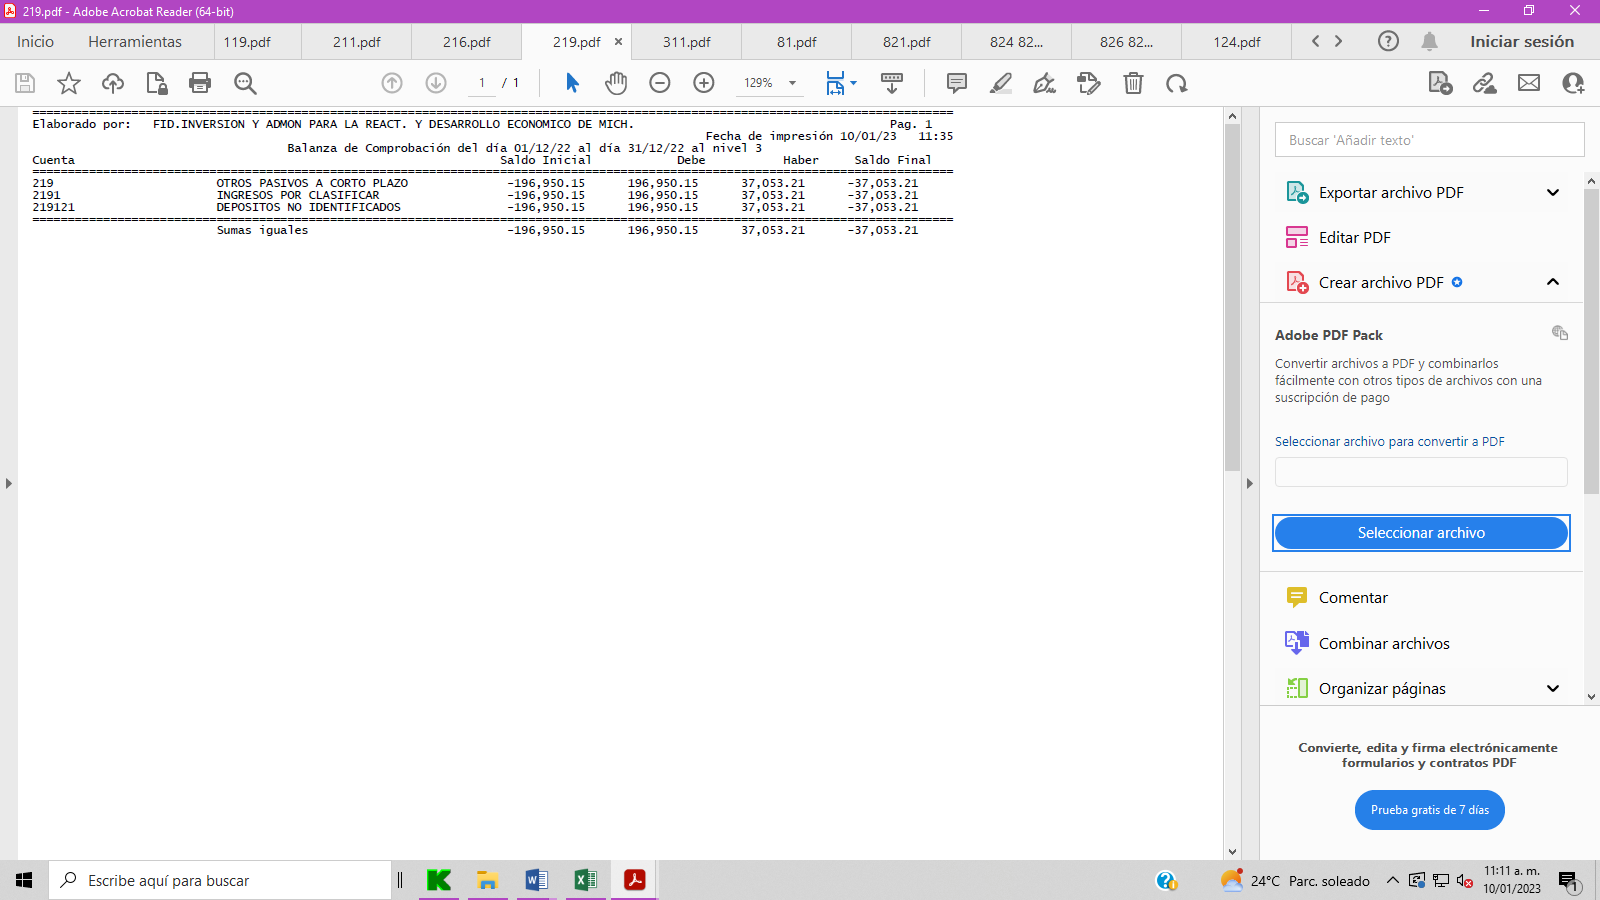 219.pdf - Adobe Acrobat Reader (64-bit)
Inicio Herramientas 119.pdf 211.pdf 216.pdf 219.pdf × 311.pdf 81.pdf 821.pdf 824 82... 826 82... 124.pdf Iniciar sesión
1 / 1 129%
Elaborado por: FID.INVERSION Y ADMON PARA LA REACT. Y DESARROLLO ECONOMICO DE MICH. Pag. 1
Fecha de impresión 10/01/23 11:35
Balanza de Comprobación del día 01/12/22 al día 31/12/22 al nivel 3
Cuenta Saldo Inicial Debe Haber Saldo Final
219 OTROS PASIVOS A CORTO PLAZO -196,950.15 196,950.15 37,053.21 -37,053.21
2191 INGRESOS POR CLASIFICAR -196,950.15 196,950.15 37,053.21 -37,053.21
219121 DEPOSITOS NO IDENTIFICADOS -196,950.15 196,950.15 37,053.21 -37,053.21
Sumas iguales -196,950.15 196,950.15 37,053.21 -37,053.21
Buscar 'Añadir texto'
Exportar archivo PDF
Editar PDF
Crear archivo PDF
Adobe PDF Pack
Convertir archivos a PDF y combinarlos
fácilmente con otros tipos de archivos con una
suscripción de pago
Seleccionar archivo para convertir a PDF
Seleccionar archivo
Comentar
Combinar archivos
Organizar páginas
Convierte, edita y firma electrónicamente
formularios y contratos PDF
Prueba gratis de 7 días
Escribe aquí para buscar
24°C Parc. soleado
11:11 a. m.
10/01/2023
1